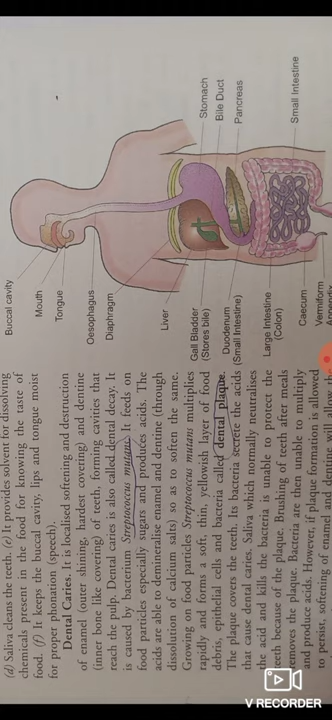 (d) Saliva cleans the teeth. (e) It provides solvent for dissolving
chemicals present in the food for knowing the taste of
food. (f) It keeps the buccal cavity, lips and tongue moist
for proper phonation (speech).
Dental Caries. It is localised softening and destruction
of enamel (outer shining, hardest covering) and dentine
(inner bone like covering) of teeth, forming cavities that
reach the pulp. Dental caries is also called dental decay. It
is caused by bacterium Streptococcus mutans. It feeds on
food particles especially sugars and produces acids. The
acids are able to demineralise enamel and dentine (through
dissolution of calcium salts) so as to soften the same.
Growing on food particles Streptococcus mutans multiplies
rapidly and forms a soft, thin, yellowish layer of food
debris, epithelial cells and bacteria called dental plaque.
The plaque covers the teeth. Its bacteria secrete the acids
that cause dental caries. Saliva which normally neutralises
the acid and kills the bacteria is unable to protect the
teeth because of the plaque. Brushing of teeth after meals
removes the plaque. Bacteria are then unable to multiply
and produce acids. However, if plaque formation is allowed
to persist, softening of enamel and dentine will
Buccal cavity
Mouth
Tongue
Oesophagus
Diaphragm
Liver
Gall Bladder
(Stores bile)
Duodenum
(Small Intestine)
Large Intestine
(Colon)
Caecum
Vermiform
Stomach
Bile Duct
Pancreas
Small Intestine
V RECORDER